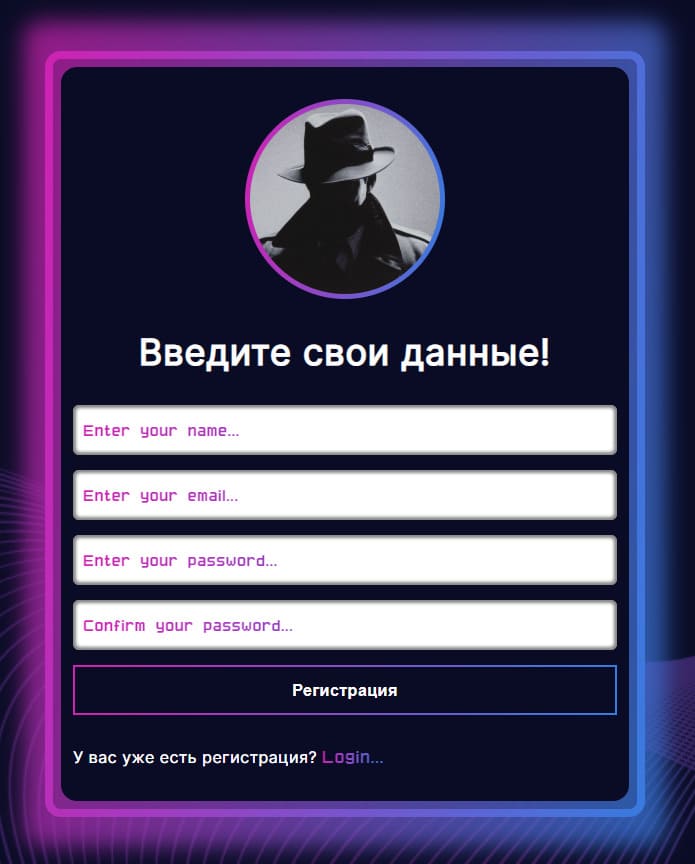 Введите свои данные!
Enter your name...
Enter your email...
Enter your password...
Confirm your password...
Регистрация
У вас уже есть регистрация? Login...